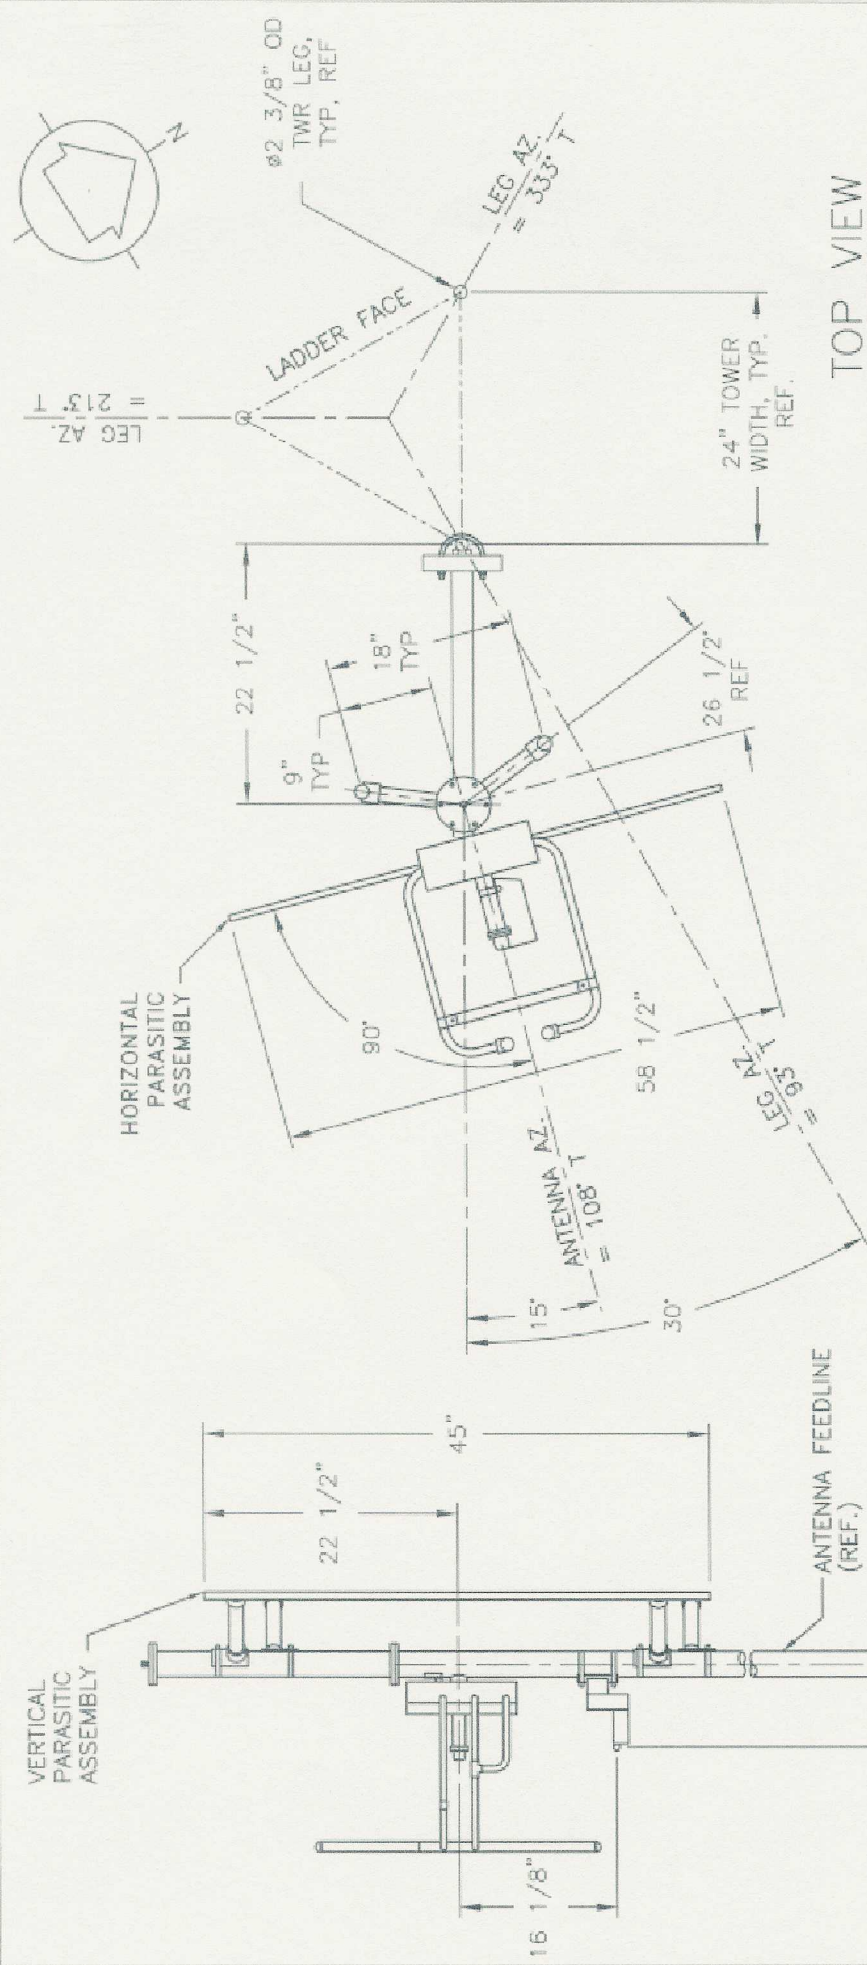 Ø2 3/8" OD
TWR LEG,
TYP, REF
N
LEG AZ.
= 333° T
LADDER FACE
LEG AZ.
= 213° T
TOP VIEW
24" TOWER
WIDTH, TYP.
REF.
22 1/2"
18"
TYP
9"
TYP
26 1/2°
REF
HORIZONTAL
PARASITIC
ASSEMBLY
90°
58 1/2"
LEG AZ.
= 93° T
ANTENNA AZ.
= 108° T
15°
30°
VERTICAL
PARASITIC
ASSEMBLY
22 1/2"
45"
ANTENNA FEEDLINE
(REF.)
16 1/8"